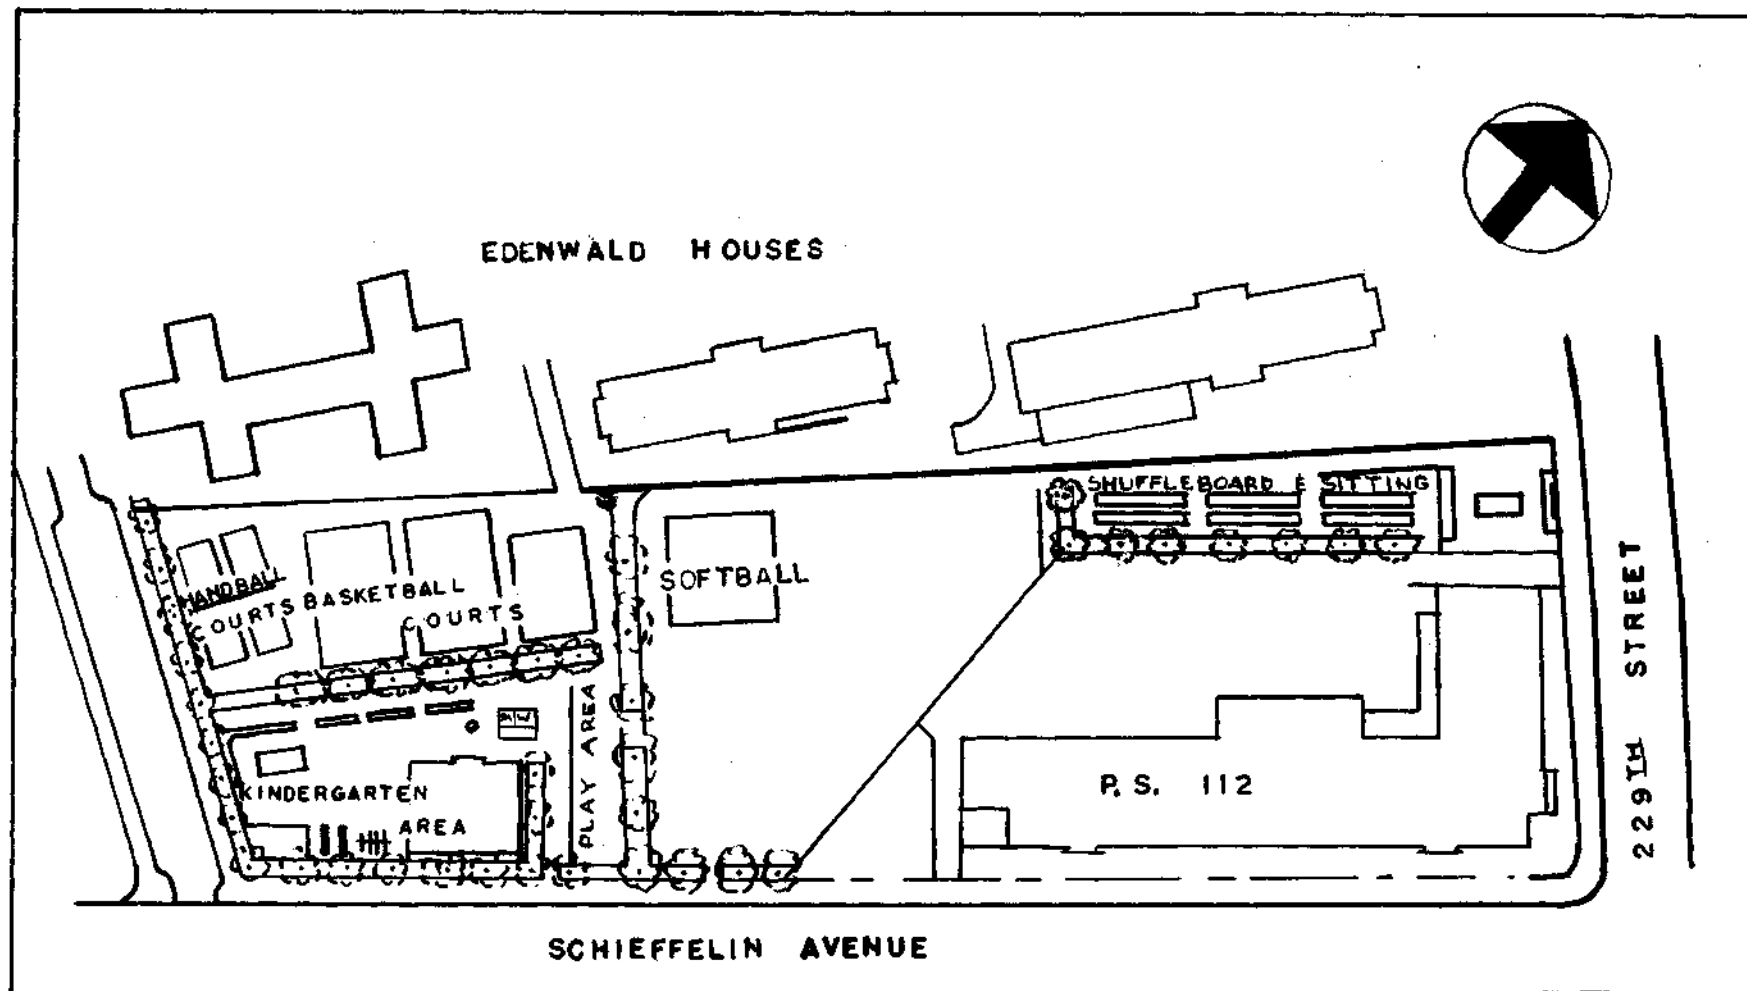 EDENWALD HOUSES
SHUFFLEBOARD & SITTING
HANDBALL
COURTS
BASKETBALL
COURTS
SOFTBALL
PLAY AREA
KINDERGARTEN
AREA
P. S. 112
229TH STREET
SCHIEFFELIN AVENUE